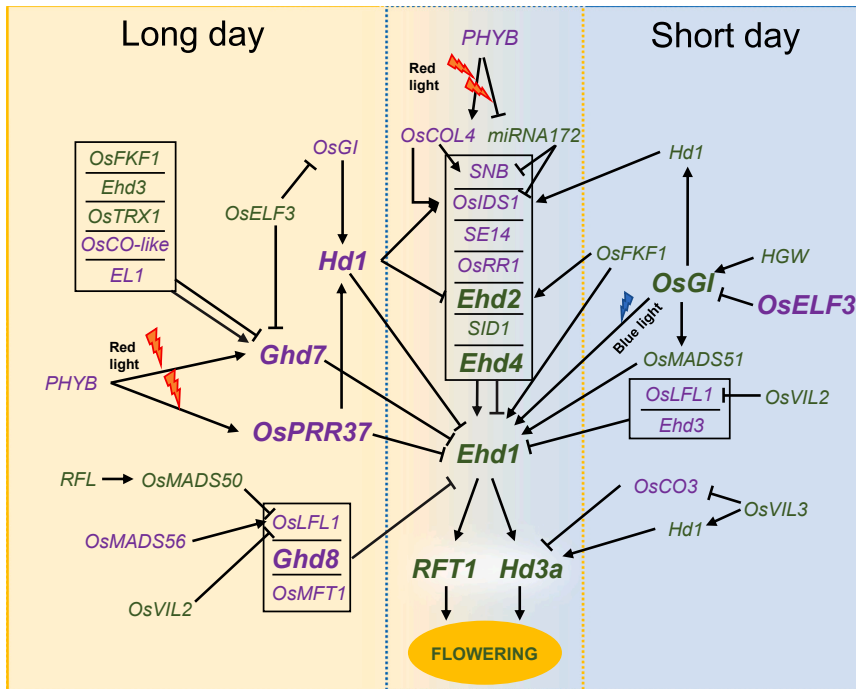 Long day
Short day
PHYB
Red
light
OsCOL4
miRNA172
OsGI
OsFKF1
Ehd3
OsTRX1
OsCO-like
EL1
OsELF3
Hd1
SNB
OsIDS1
SE14
OsRR1
Ehd2
SID1
Ehd4
Hd1
OsFKF1
HGW
OsGI
OsELF3
Blue light
OsMADS51
OsLFL1
Ehd3
OsVIL2
Red
light
PHYB
Ghd7
OsPRR37
Ehd1
RFL
OsMADS50
OsMADS56
OsVIL2
OsLFL1
Ghd8
OsMFT1
OsCO3
OsVIL3
Hd1
RFT1
Hd3a
FLOWERING